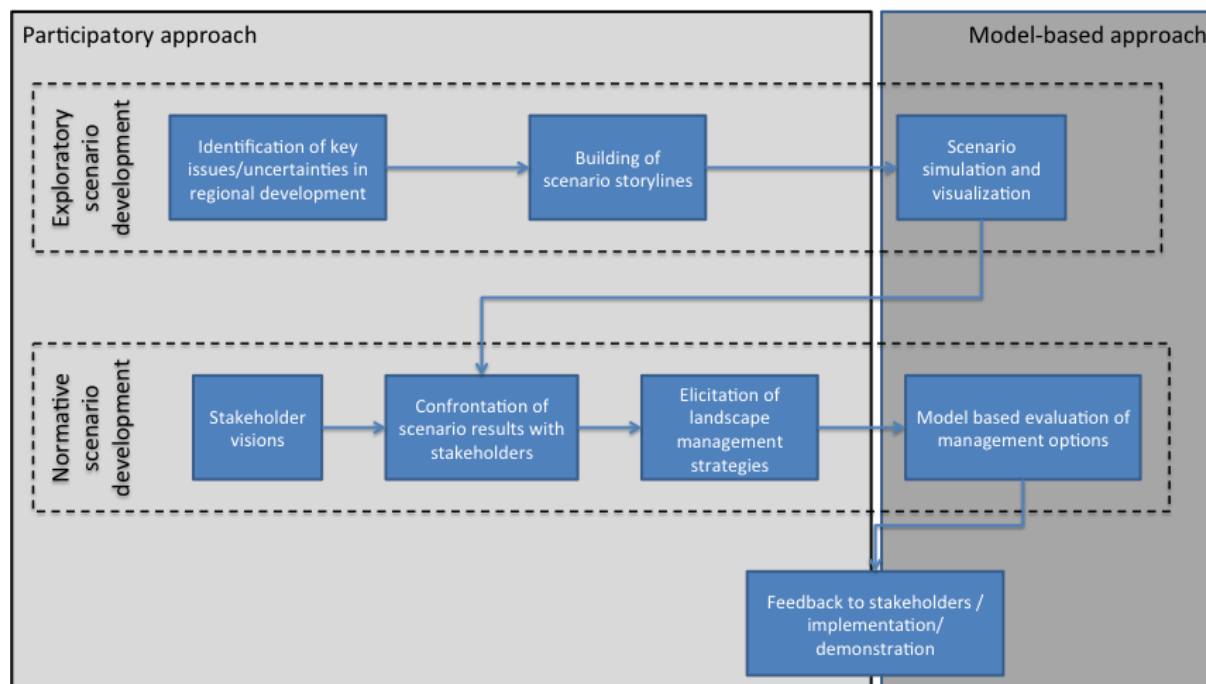 Participatory approach
Model-based approach
Exploratory
scenario
development
Identification of key
issues/uncertainties in
regional development
Building of
scenario storylines
Scenario
simulation and
visualization
Normative
scenario
development
Stakeholder
visions
Confrontation of
scenario results with
stakeholders
Elicitation of
landscape
management
strategies
Model based evaluation of
management options
Feedback to stakeholders /
implementation/
demonstration